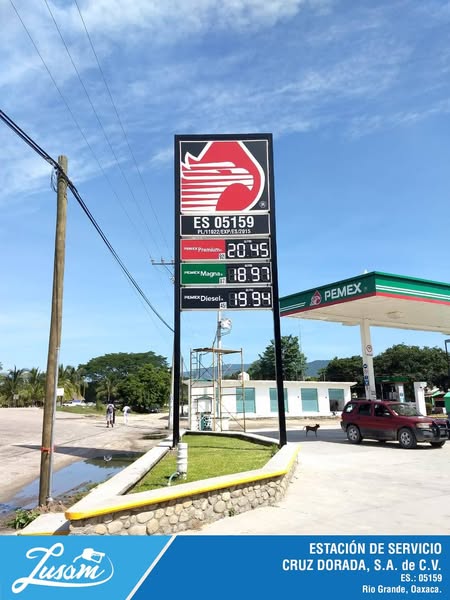 ES 05159
PL/11022/EXP/ES/2015
PEMEX Premium 20.45
PEMEX Magna 18.97
PEMEX Diesel 19.94
PEMEX
Lusam
ESTACIÓN DE SERVICIO
CRUZ DORADA, S.A. de C.V.
ES.: 05159
Rio Grande, Oaxaca.